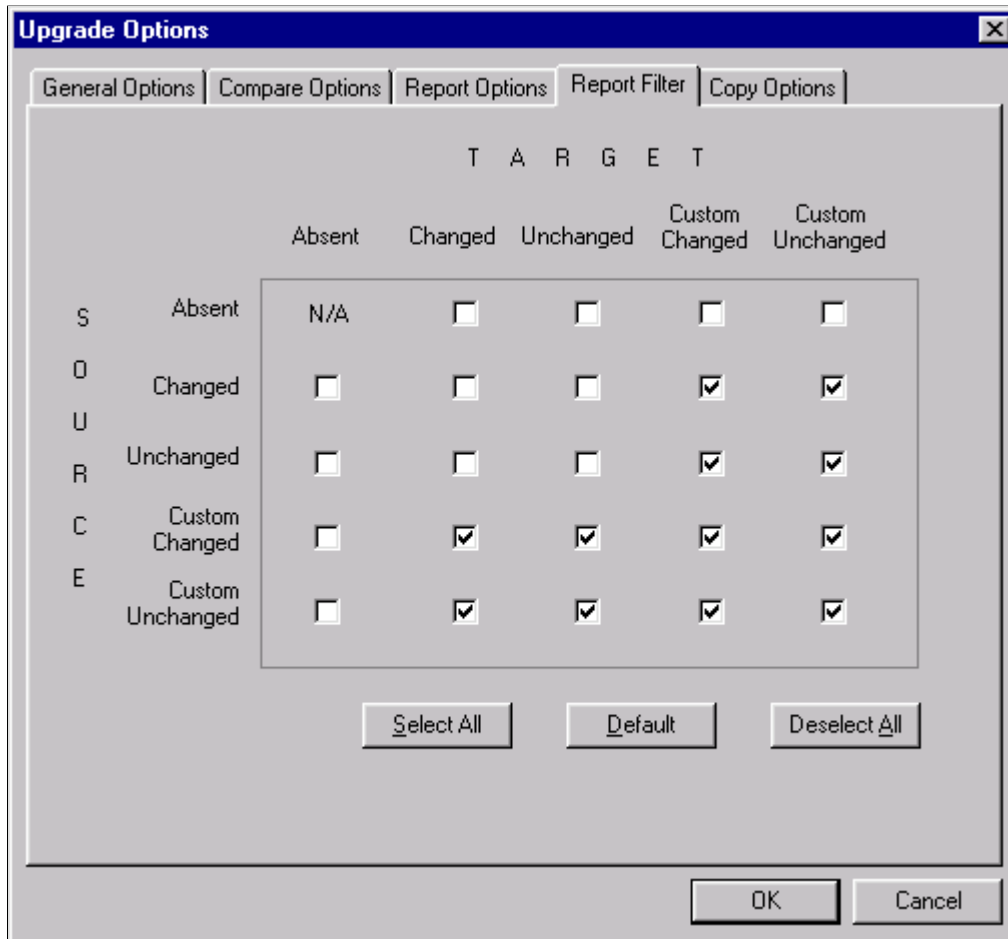 Upgrade Options
General Options Compare Options Report Options Report Filter Copy Options
T A R G E T
Absent Changed Unchanged Custom Changed Custom Unchanged
S O U R C E
Absent N/A
Changed
Unchanged
Custom
Changed
Custom
Unchanged
Select All Default Deselect All
OK Cancel